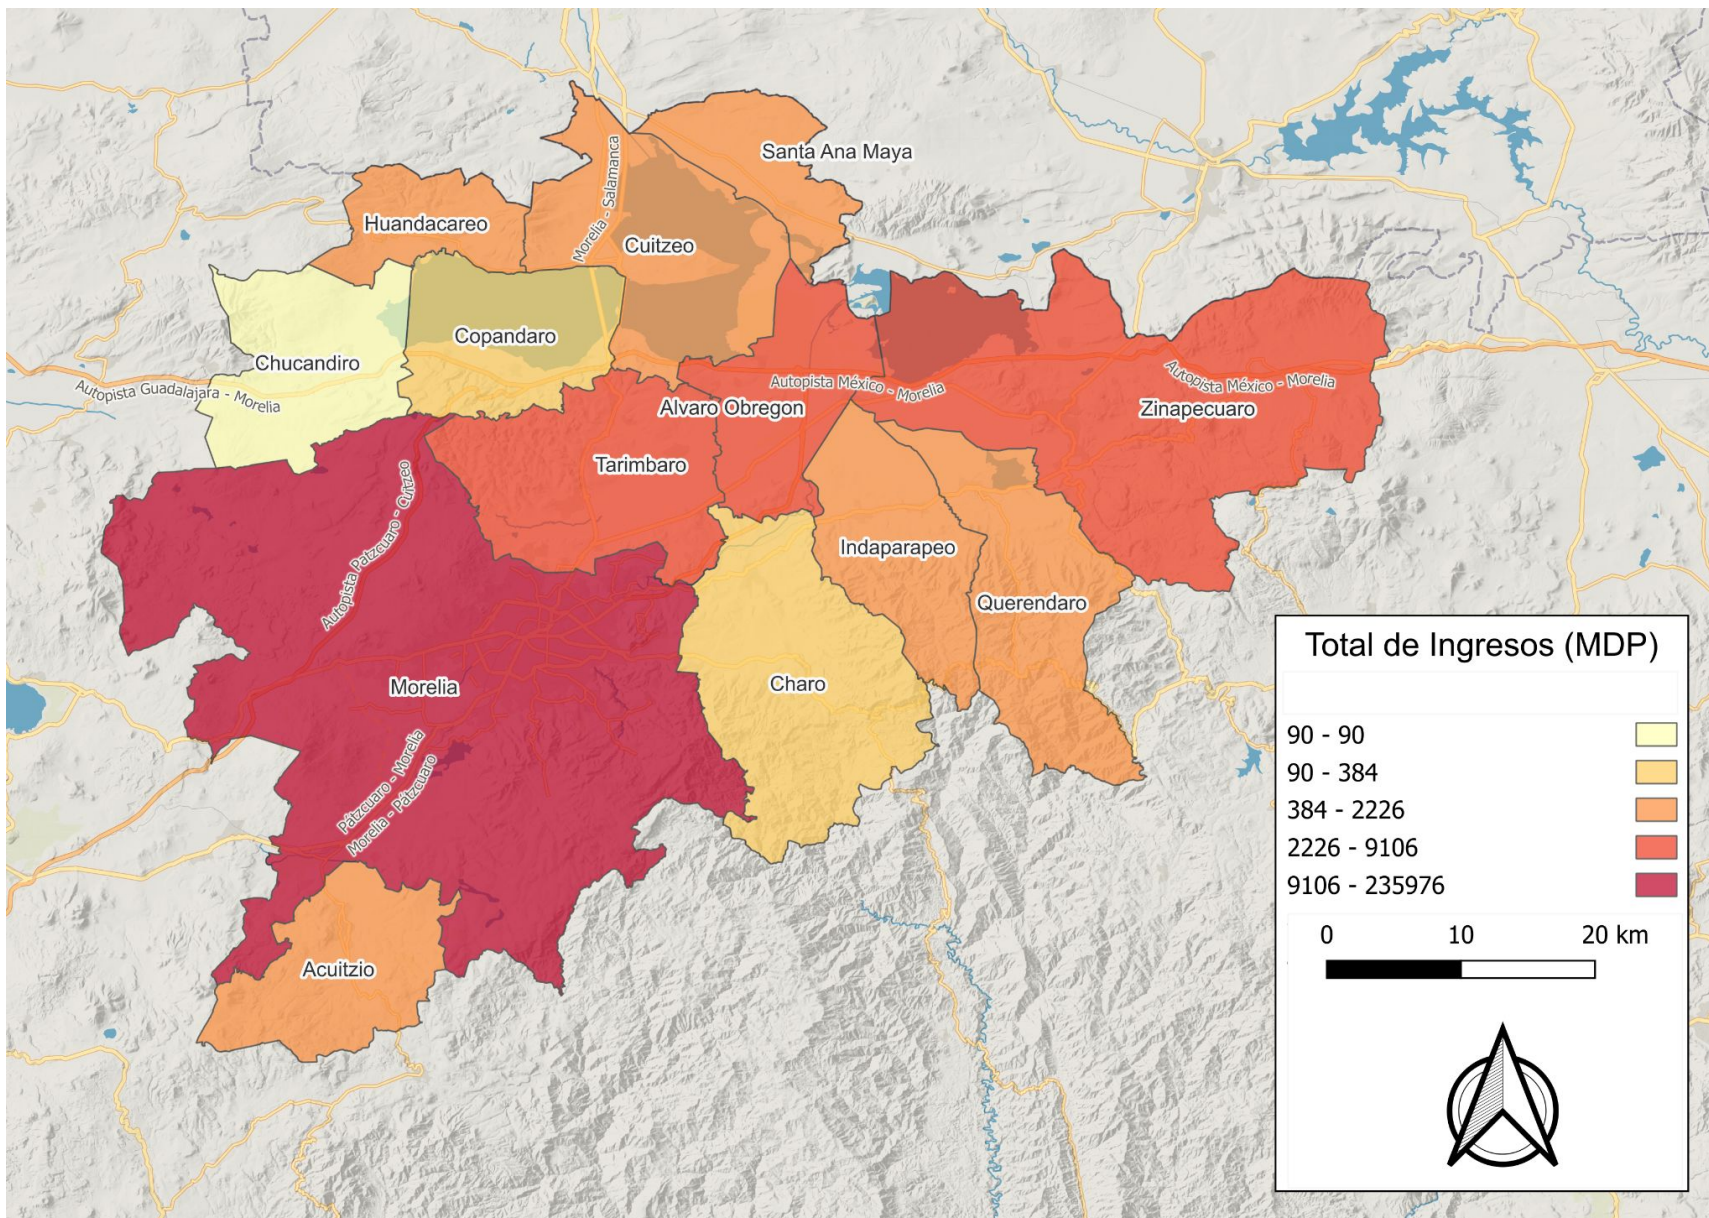 Santa Ana Maya
Morelia - Salamanca
Huandacareo
Cuitzeo
Copandaro
Chucandiro
Autopista Guadalajara - Morelia
Autopista México - Morelia
Autopista México - Morelia
Alvaro Obregon
Zinapecuaro
Tarimbaro
Autopista Pátzcuaro - Cuitzeo
Indaparapeo
Querendaro
Morelia
Charo
Pátzcuaro - Morelia
Morelia - Pátzcuaro
Acuitzio
Total de Ingresos (MDP)
90 - 90
90 - 384
384 - 2226
2226 - 9106
9106 - 235976
0 10 20 km